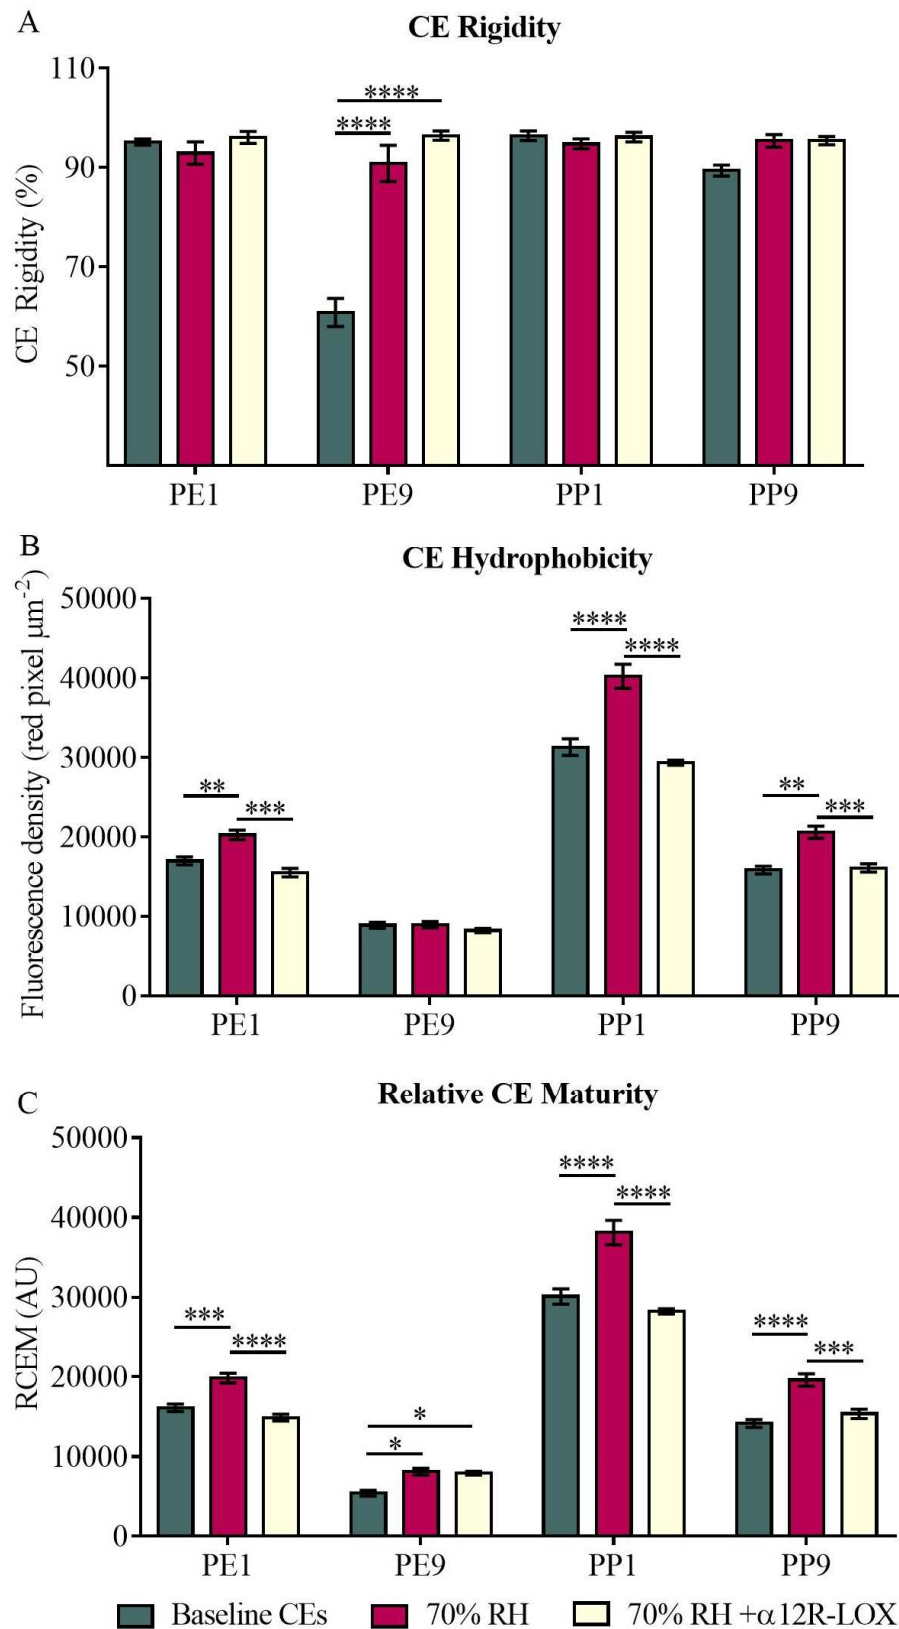 A
CE Rigidity
CE Rigidity (%)
110
90
70
50
****
****
PE1 PE9 PP1 PP9
B
CE Hydrophobicity
Fluorescence density (red pixel μm⁻²)
50000
40000
30000
20000
10000
0
**
***
****
****
**
***
PE1 PE9 PP1 PP9
C
Relative CE Maturity
RCEM (AU)
50000
40000
30000
20000
10000
0
***
****
*
*
****
****
****
***
PE1 PE9 PP1 PP9
Baseline CEs 70% RH 70% RH +α12R-LOX